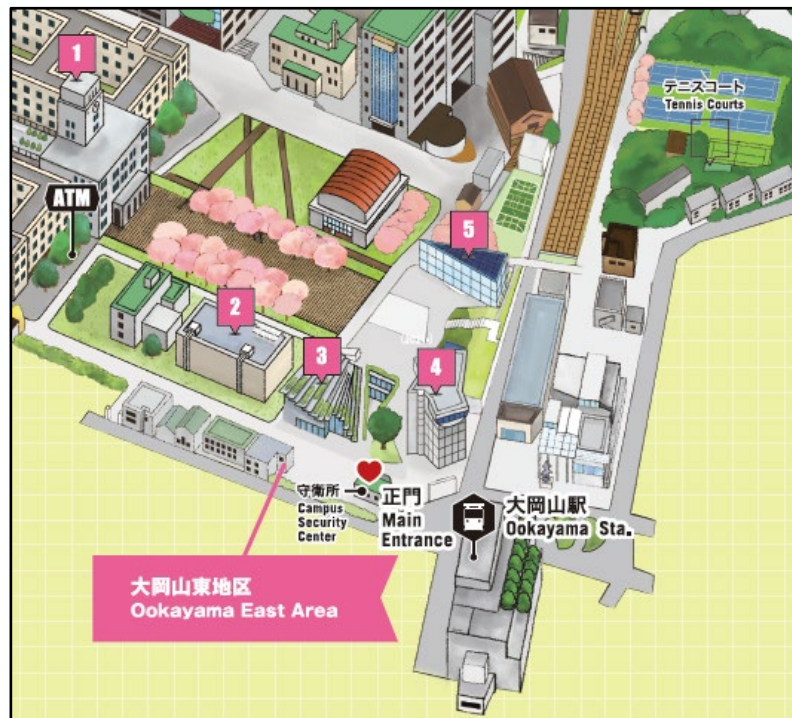 1
テニスコート
Tennis Courts
ATM
5
2
3
4
守衛所
Campus
Security
Center
正門
Main
Entrance
大岡山駅
Ookayama Sta.
大岡山東地区
Ookayama East Area